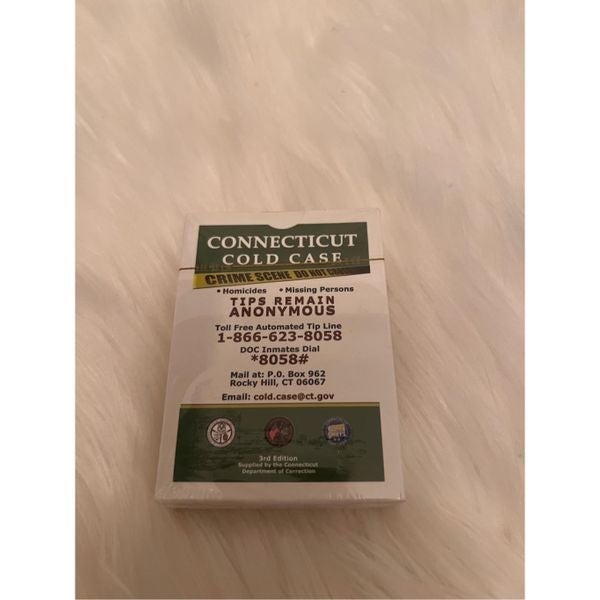 CONNECTICUT
COLD CASE
CRIME SCENE DO NOT
• Homicides • Missing Persons
TIPS REMAIN
ANONYMOUS
Toll Free Automated Tip Line
1-866-623-8058
DOC Inmates Dial
*8058#
Mail at: P.O. Box 962
Rocky Hill, CT 06067
Email: cold.case@ct.gov
3rd Edition
Supplied by the Connecticut
Department of Correction